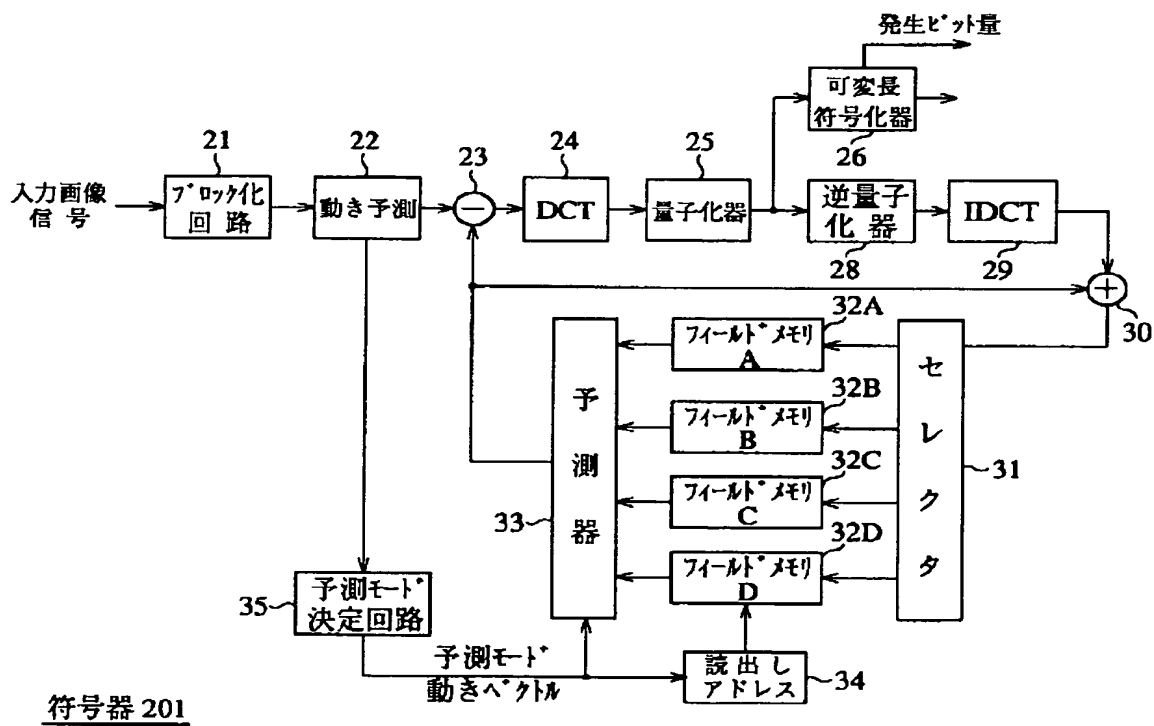 発生ビット量
可変長
符号化器
26
21
22
23
24
25
入力画像
信号
ブロック化
回路
動き予測
−
DCT
量子化器
逆量子
化器
28
IDCT
29
+
30
32A
フィールドメモリ
A
32B
フィールドメモリ
B
32C
フィールドメモリ
C
32D
フィールドメモリ
D
セレクタ
31
予測器
33
35
予測モード
決定回路
予測モード
動きベクトル
読出し
アドレス
34
符号器 201